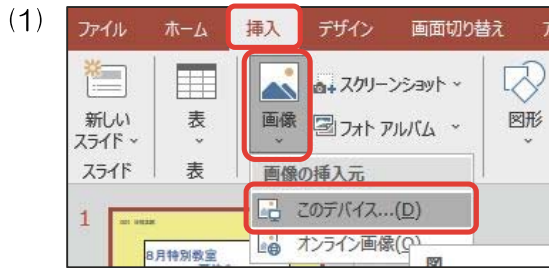 (1)
ファイル ホーム 挿入 デザイン 画面切り替え
新しい
スライド
表
画像
スクリーンショット
フォト アルバム
図形
スライド
表
画像の挿入元
1
このデバイス...(D)
オンライン画像(O)
8月特別教室